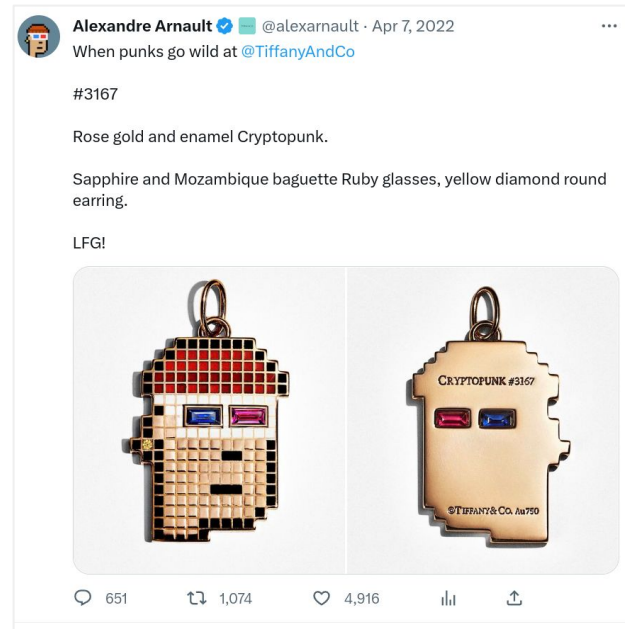 Alexandre Arnault @alexarnault · Apr 7, 2022
When punks go wild at @TiffanyAndCo
#3167
Rose gold and enamel Cryptopunk.
Sapphire and Mozambique baguette Ruby glasses, yellow diamond round
earring.
LFG!
CRYPTOPUNK #3167
©TIFFANY&CO. Au750
651 1,074 4,916